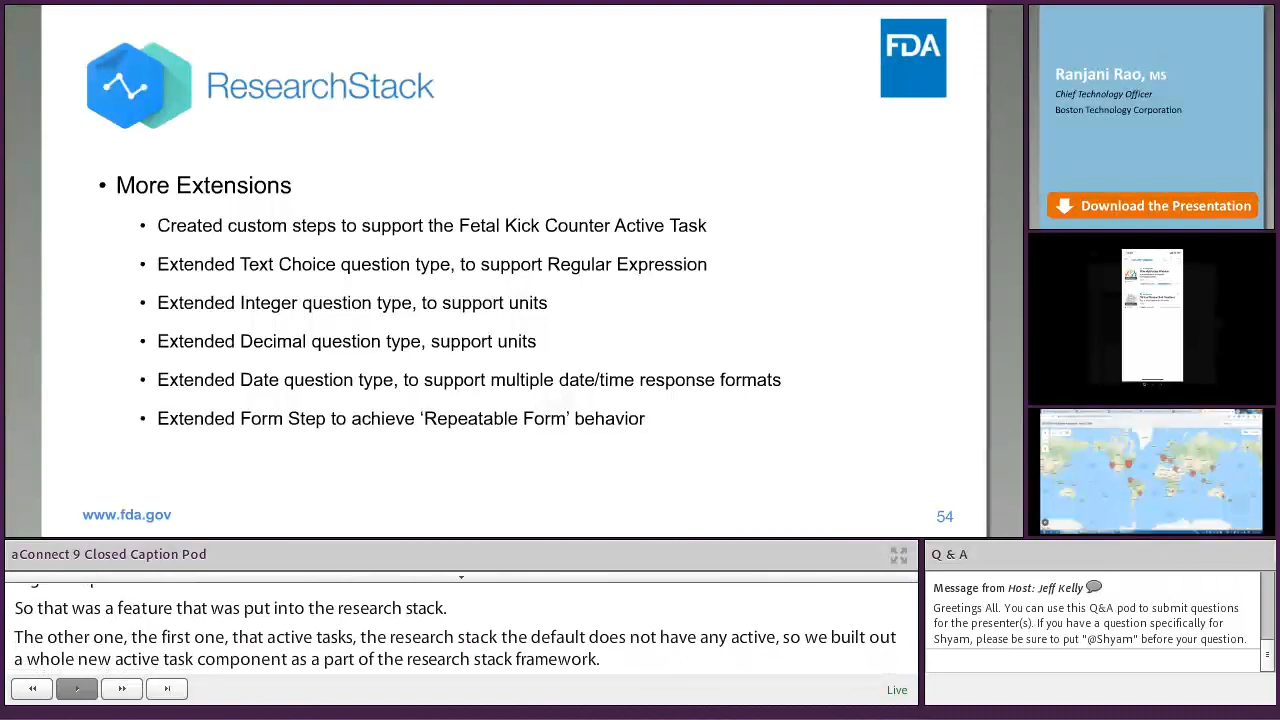 ResearchStack
FDA
• More Extensions
• Created custom steps to support the Fetal Kick Counter Active Task
• Extended Text Choice question type, to support Regular Expression
• Extended Integer question type, to support units
• Extended Decimal question type, support units
• Extended Date question type, to support multiple date/time response formats
• Extended Form Step to achieve ‘Repeatable Form’ behavior
www.fda.gov
54
Ranjani Rao, MS
Chief Technology Officer
Boston Technology Corporation
Download the Presentation
aConnect 9 Closed Caption Pod
So that was a feature that was put into the research stack.
The other one, the first one, that active tasks, the research stack the default does not have any active, so we built out
a whole new active task component as a part of the research stack framework.
Live
Q & A
Message from Host: Jeff Kelly
Greetings All. You can use this Q&A pod to submit questions
for the presenter(s). If you have a question specifically for
Shyam, please be sure to put "@Shyam" before your question.